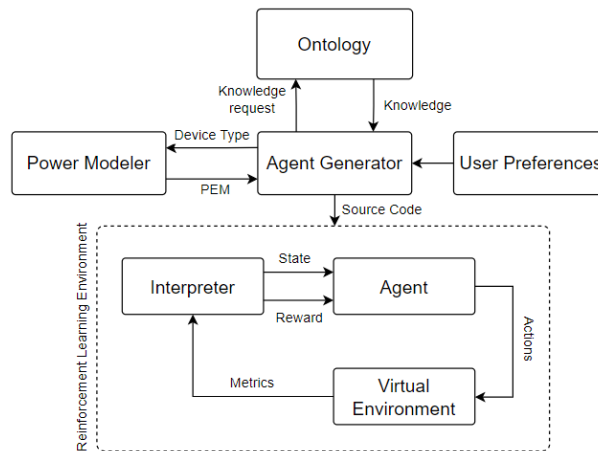 Ontology
Knowledge
request
Knowledge
Device Type
Power Modeler
Agent Generator
User Preferences
PEM
Source Code
Reinforcement Learning Environment
State
Interpreter
Agent
Reward
Actions
Metrics
Virtual
Environment